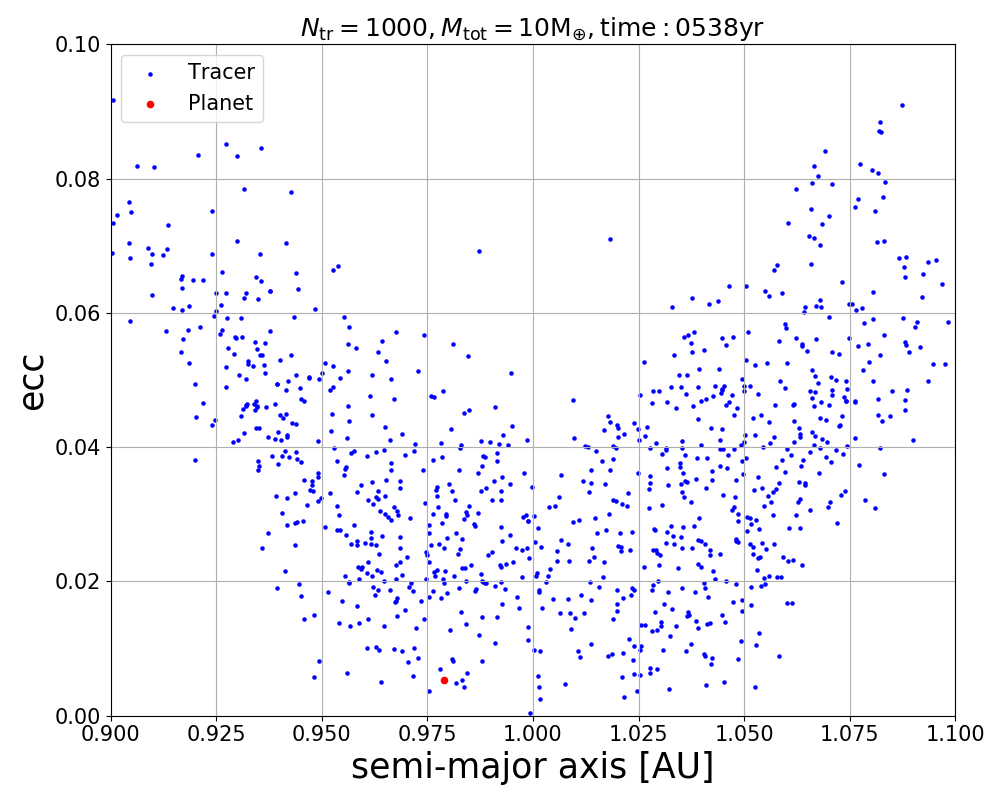 N_tr = 1000, M_tot = 10M_⊕, time : 0538yr
Tracer
Planet
0.10
0.08
0.06
0.04
0.02
0.00
ecc
0.900 0.925 0.950 0.975 1.000 1.025 1.050 1.075 1.100
semi-major axis [AU]